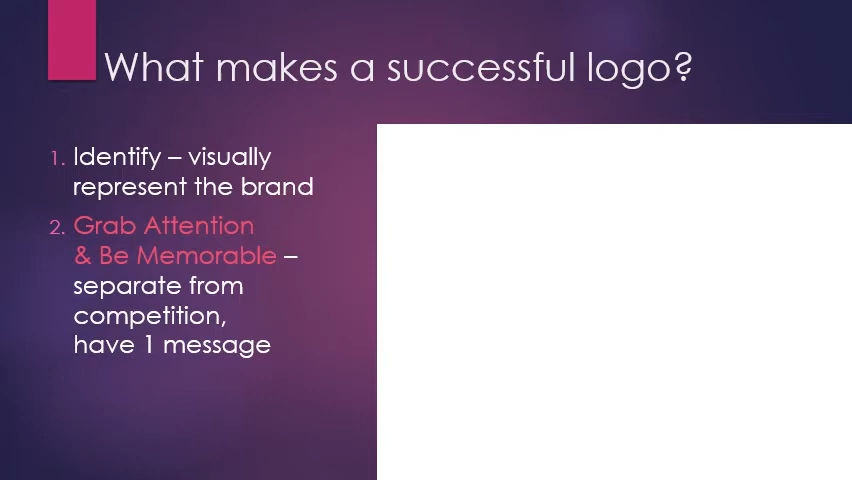 What makes a successful logo?
1. Identify – visually
represent the brand
2. Grab Attention
& Be Memorable –
separate from
competition,
have 1 message